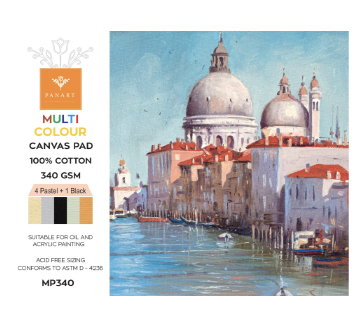 PANART
MULTI
COLOUR
CANVAS PAD
100% COTTON
340 GSM
4 Pastel + 1 Black
SUITABLE FOR OIL AND
ACRYLIC PAINTING
ACID FREE SIZING
CONFORMS TO ASTM D - 4236
MP340